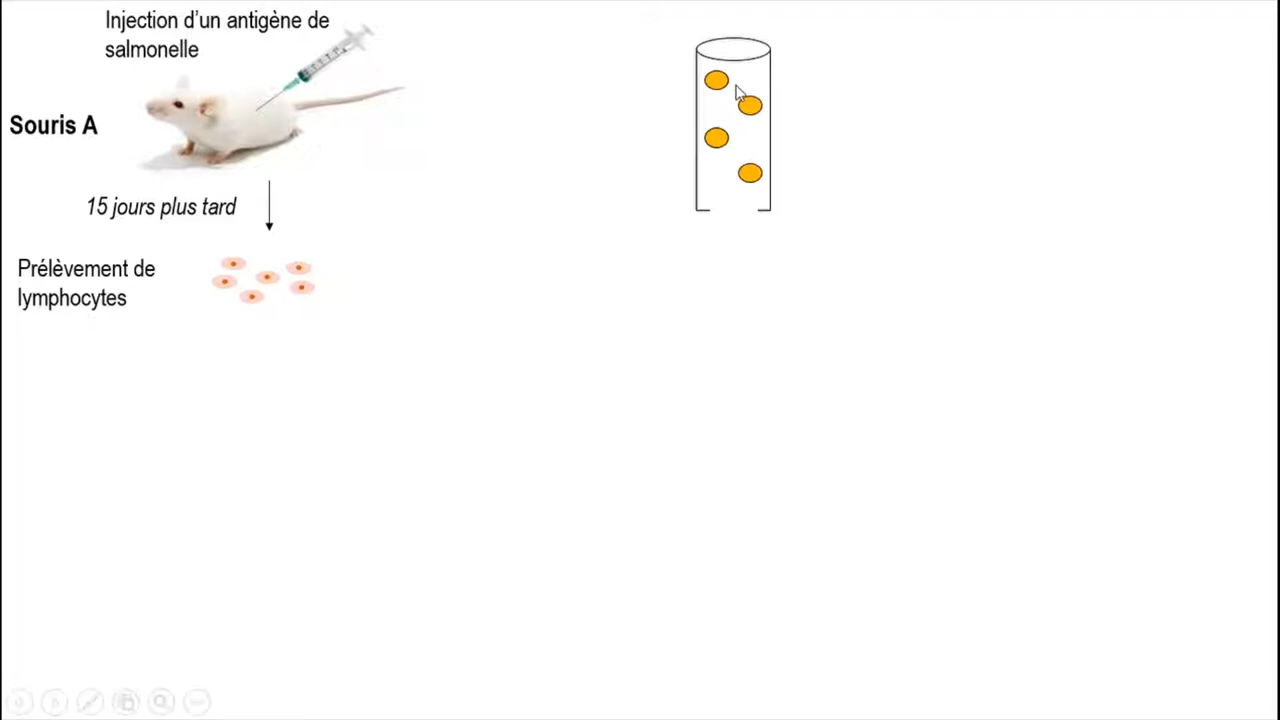 Injection d’un antigène de
salmonelle
Souris A
15 jours plus tard
Prélèvement de
lymphocytes